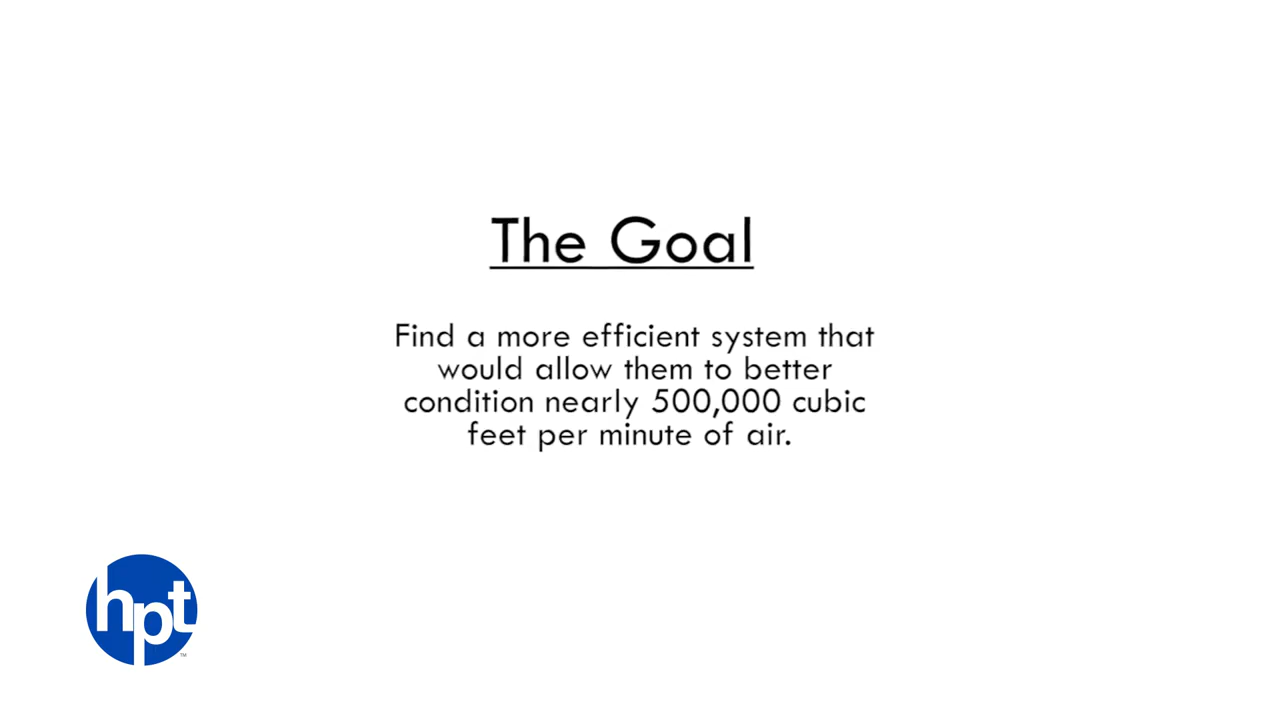 The Goal
Find a more efficient system that
would allow them to better
condition nearly 500,000 cubic
feet per minute of air.
hpt
TM